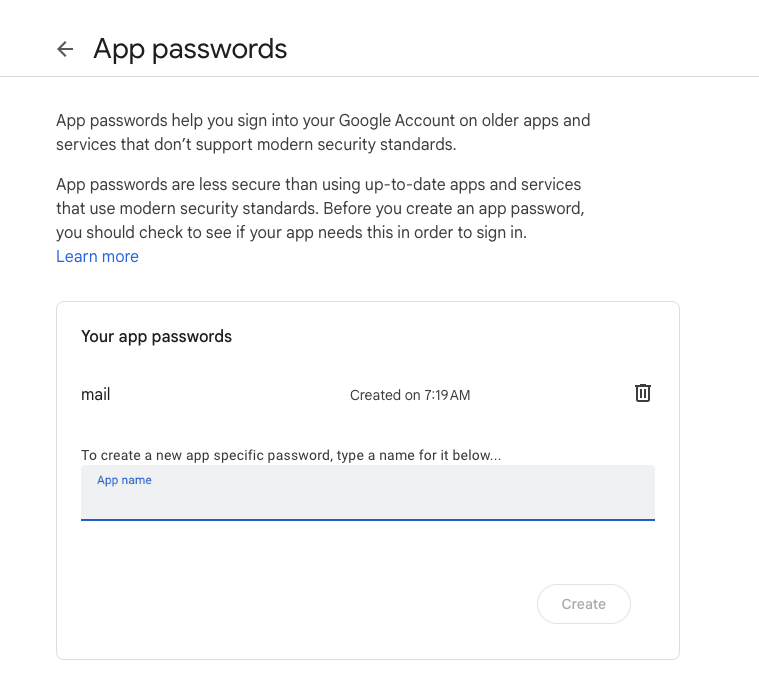 App passwords
App passwords help you sign into your Google Account on older apps and
services that don’t support modern security standards.
App passwords are less secure than using up-to-date apps and services
that use modern security standards. Before you create an app password,
you should check to see if your app needs this in order to sign in.
Learn more
Your app passwords
mail Created on 7:19 AM
To create a new app specific password, type a name for it below...
App name
Create